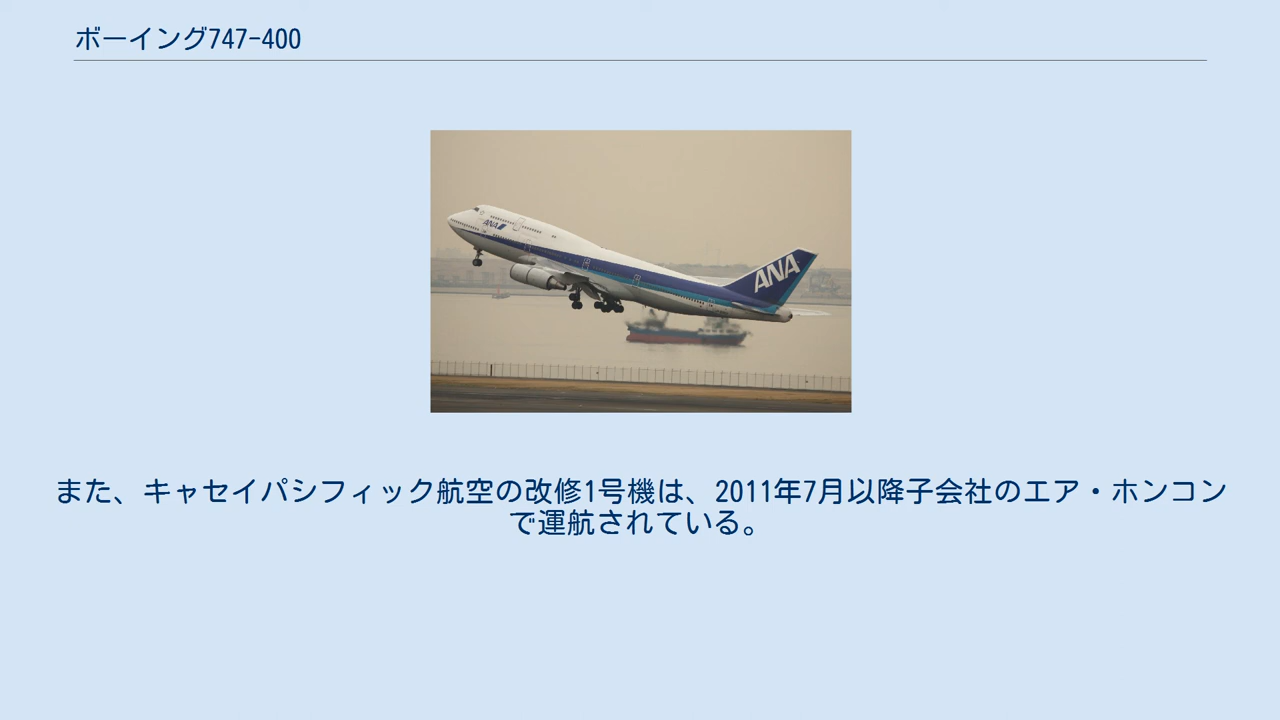 ボーイング747-400
ANA
ANA
また、キャセイパシフィック航空の改修1号機は、2011年7月以降子会社のエア・ホンコン
で運航されている。